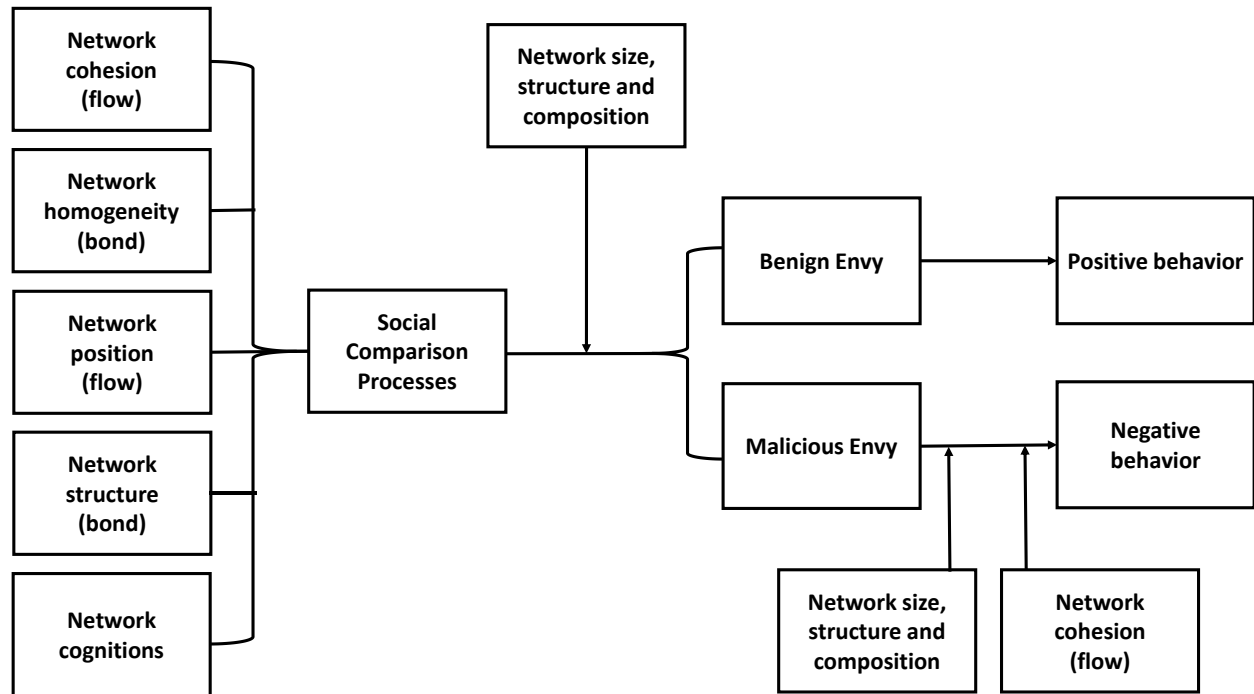 Network
cohesion
(flow)
Network
homogeneity
(bond)
Network
position
(flow)
Network
structure
(bond)
Network
cognitions
Social
Comparison
Processes
Network size,
structure and
composition
Benign Envy
Positive behavior
Malicious Envy
Negative
behavior
Network size,
structure and
composition
Network
cohesion
(flow)